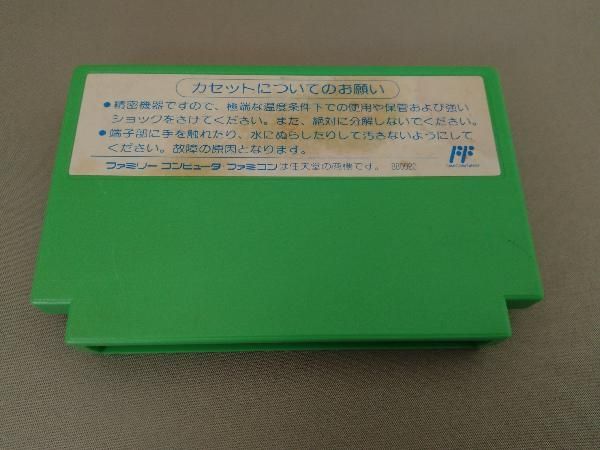 カセットについてのお願い
●精密機器ですので、極端な温度条件下での使用や保管および強い
ショックをさけてください。また、絶対に分解しないでください。
●端子部に手を触れたり、水にぬらしたりして汚さないようにして
ください。故障の原因となります。
ファミリーコンピュータ・ファミコンは任天堂の商標です。